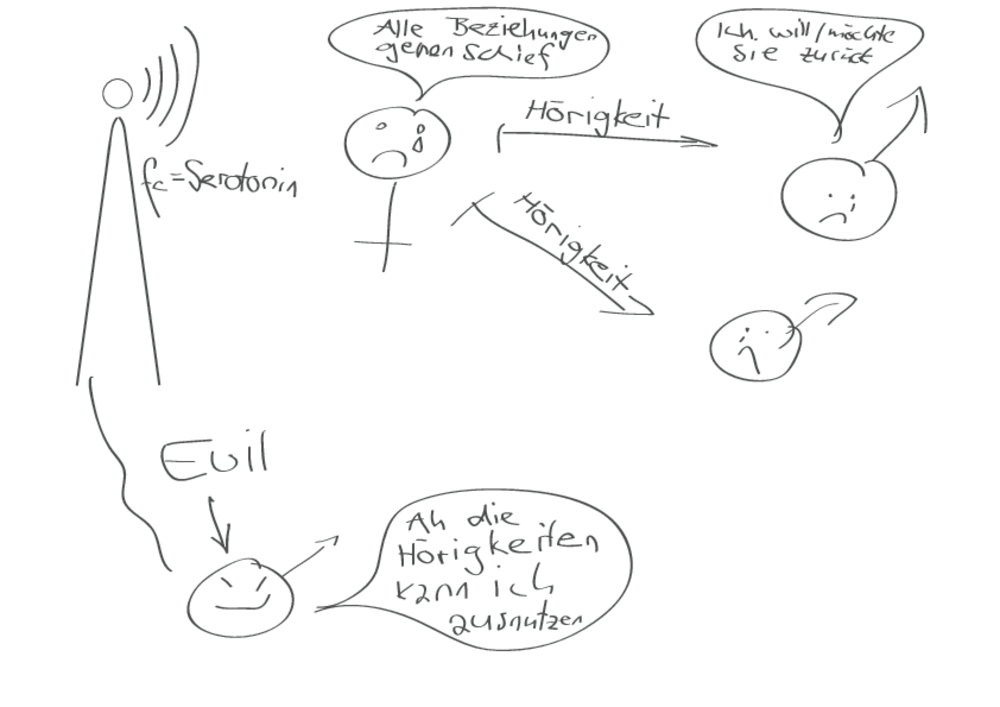 Alle Beziehungen
gehen schief
Ich will/möchte
Sie zurück
Hörigkeit
fc=Serotonin
Hörigkeit
Evil
Ah die
Hörigkeiten
kann ich
ausnutzen